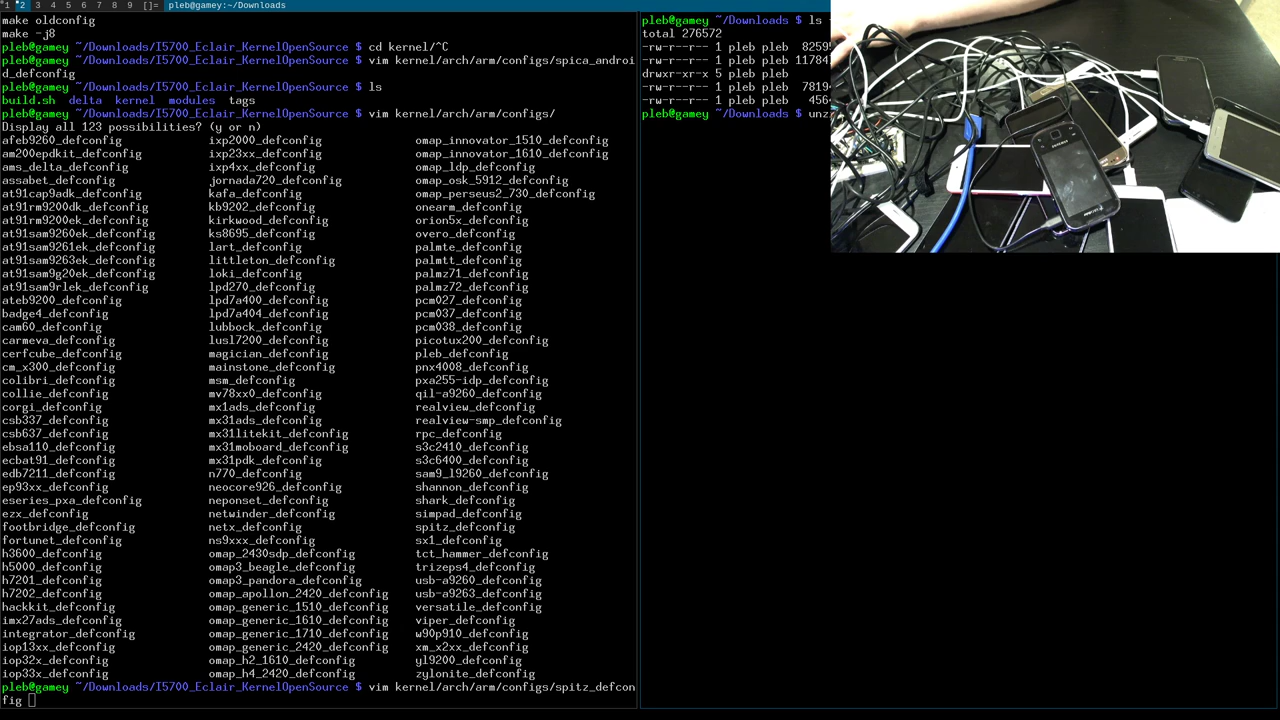 1 2 3 4 5 6 7 8 9 []= pleb@gamey:~/Downloads
make oldconfig
make -j8
pleb@gamey ~/Downloads/I5700_Eclair_KernelOpenSource $ cd kernel/^C
pleb@gamey ~/Downloads/I5700_Eclair_KernelOpenSource $ vim kernel/arch/arm/configs/spica_androi
d_defconfig
pleb@gamey ~/Downloads/I5700_Eclair_KernelOpenSource $ ls
build.sh delta kernel modules tags
pleb@gamey ~/Downloads/I5700_Eclair_KernelOpenSource $ vim kernel/arch/arm/configs/
Display all 123 possibilities? (y or n)
afeb9260_defconfig ixp2000_defconfig omap_innovator_1510_defconfig
am200epdkit_defconfig ixp23xx_defconfig omap_innovator_1610_defconfig
ams_delta_defconfig ixp4xx_defconfig omap_ldp_defconfig
assabet_defconfig jornada720_defconfig omap_osk_5912_defconfig
at91cap9adk_defconfig kafa_defconfig omap_perseus2_730_defconfig
at91rm9200dk_defconfig kb9202_defconfig onearm_defconfig
at91rm9200ek_defconfig kirkwood_defconfig orion5x_defconfig
at91sam9260ek_defconfig ks8695_defconfig overo_defconfig
at91sam9261ek_defconfig lart_defconfig palmte_defconfig
at91sam9263ek_defconfig littleton_defconfig palmtt_defconfig
at91sam9g20ek_defconfig loki_defconfig palmz71_defconfig
at91sam9rlek_defconfig lpd270_defconfig palmz72_defconfig
ateb9200_defconfig lpd7a400_defconfig pcm027_defconfig
badge4_defconfig lpd7a404_defconfig pcm037_defconfig
cam60_defconfig lubbock_defconfig pcm038_defconfig
carmeva_defconfig lusl7200_defconfig picotux200_defconfig
cerfcube_defconfig magician_defconfig pleb_defconfig
cm_x300_defconfig mainstone_defconfig pnx4008_defconfig
colibri_defconfig msm_defconfig pxa255-idp_defconfig
collie_defconfig mv78xx0_defconfig qil-a9260_defconfig
corgi_defconfig mx1ads_defconfig realview_defconfig
csb337_defconfig mx31ads_defconfig realview-smp_defconfig
csb637_defconfig mx31litekit_defconfig rpc_defconfig
ebsa110_defconfig mx31moboard_defconfig s3c2410_defconfig
ecbat91_defconfig mx31pdk_defconfig s3c6400_defconfig
edb7211_defconfig n770_defconfig sam9_l9260_defconfig
ep93xx_defconfig neocore926_defconfig shannon_defconfig
eseries_pxa_defconfig neponset_defconfig shark_defconfig
ezx_defconfig netwinder_defconfig simpad_defconfig
footbridge_defconfig netx_defconfig spitz_defconfig
fortunet_defconfig ns9xxx_defconfig sx1_defconfig
h3600_defconfig omap_2430sdp_defconfig tct_hammer_defconfig
h5000_defconfig omap3_beagle_defconfig trizeps4_defconfig
h7201_defconfig omap3_pandora_defconfig usb-a9260_defconfig
h7202_defconfig omap_apollon_2420_defconfig usb-a9263_defconfig
hackkit_defconfig omap_generic_1510_defconfig versatile_defconfig
imx27ads_defconfig omap_generic_1610_defconfig viper_defconfig
integrator_defconfig omap_generic_1710_defconfig w90p910_defconfig
iop13xx_defconfig omap_generic_2420_defconfig xm_x2xx_defconfig
iop32x_defconfig omap_h2_1610_defconfig yl9200_defconfig
iop33x_defconfig omap_h4_2420_defconfig zylonite_defconfig
pleb@gamey ~/Downloads/I5700_Eclair_KernelOpenSource $ vim kernel/arch/arm/configs/spitz_defcon
fig
pleb@gamey ~/Downloads $ ls
total 276572
-rw-r--r-- 1 pleb pleb 8259
-rw-r--r-- 1 pleb pleb 11784
drwxr-xr-x 5 pleb pleb
-rw-r--r-- 1 pleb pleb 7819
-rw-r--r-- 1 pleb pleb 456
pleb@gamey ~/Downloads $ unz